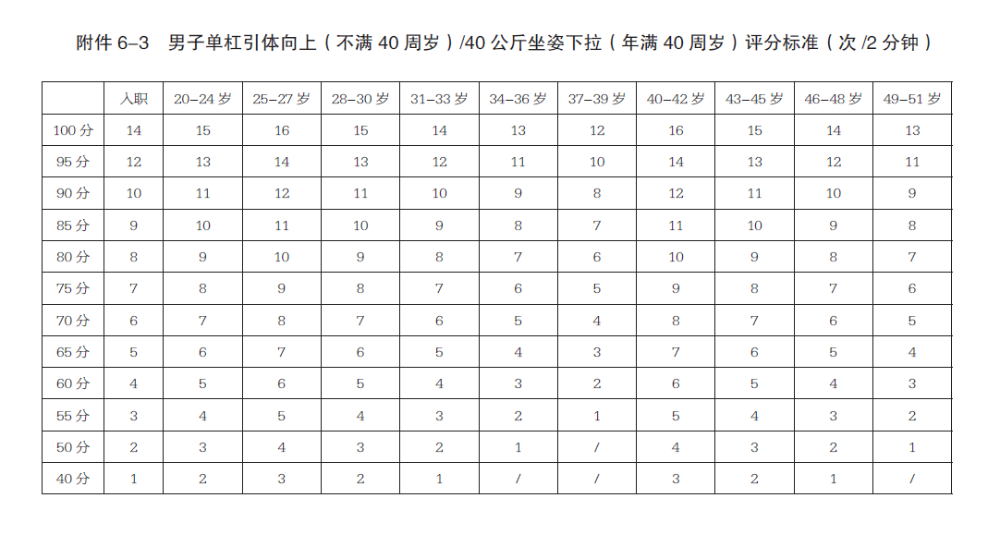 附件 6-3 男子单杠引体向上（不满 40 周岁）/40 公斤坐姿下拉（年满 40 周岁）评分标准（次 /2 分钟）
入职 20-24 岁 25-27 岁 28-30 岁 31-33 岁 34-36 岁 37-39 岁 40-42 岁 43-45 岁 46-48 岁 49-51 岁
100 分 14 15 16 15 14 13 12 16 15 14 13
95 分 12 13 14 13 12 11 10 14 13 12 11
90 分 10 11 12 11 10 9 8 12 11 10 9
85 分 9 10 11 10 9 8 7 11 10 9 8
80 分 8 9 10 9 8 7 6 10 9 8 7
75 分 7 8 9 8 7 6 5 9 8 7 6
70 分 6 7 8 7 6 5 4 8 7 6 5
65 分 5 6 7 6 5 4 3 7 6 5 4
60 分 4 5 6 5 4 3 2 6 5 4 3
55 分 3 4 5 4 3 2 1 5 4 3 2
50 分 2 3 4 3 2 1 / 4 3 2 1
40 分 1 2 3 2 1 / / 3 2 1 /